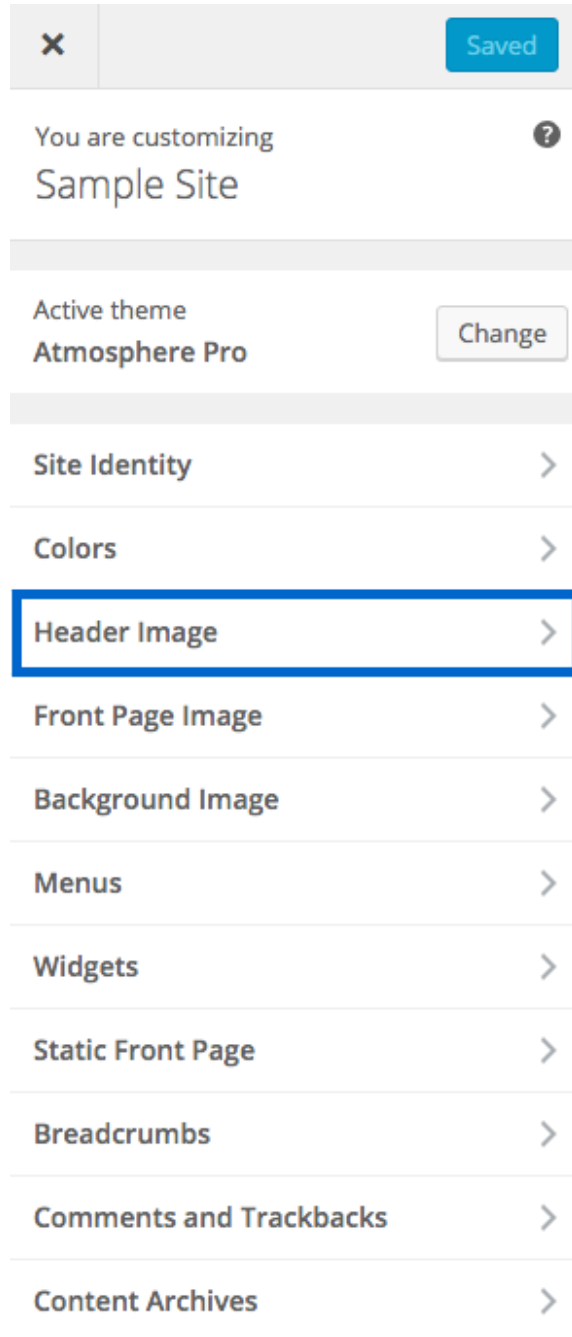 Saved
You are customizing
Sample Site
Active theme
Atmosphere Pro
Change
Site Identity
Colors
Header Image
Front Page Image
Background Image
Menus
Widgets
Static Front Page
Breadcrumbs
Comments and Trackbacks
Content Archives